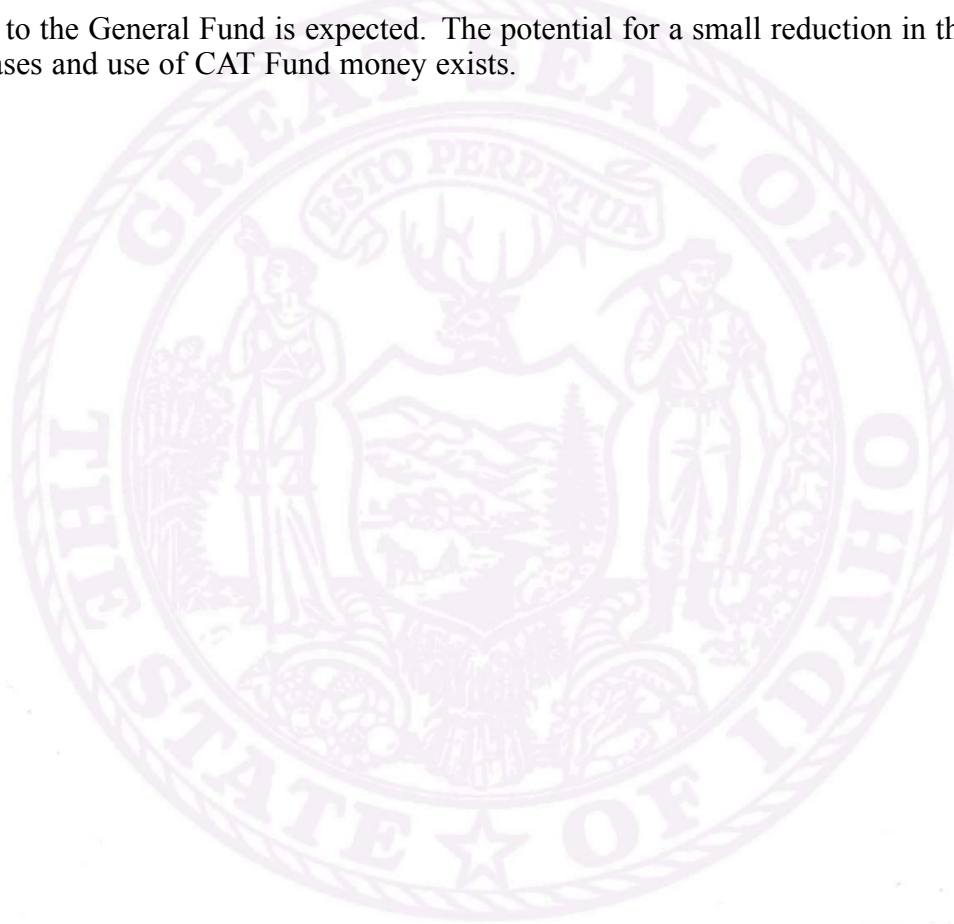 to the General Fund is expected. The potential for a small reduction in th
ases and use of CAT Fund money exists.
GREAT SEAL OF
ESTO PERPETUA
THE STATE OF IDAHO